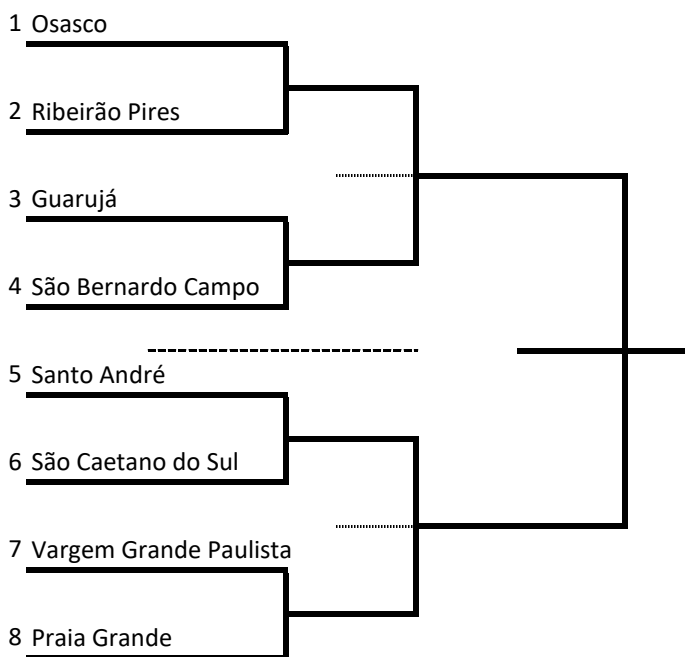 1 Osasco
2 Ribeirão Pires
3 Guarujá
4 São Bernardo Campo
5 Santo André
6 São Caetano do Sul
7 Vargem Grande Paulista
8 Praia Grande